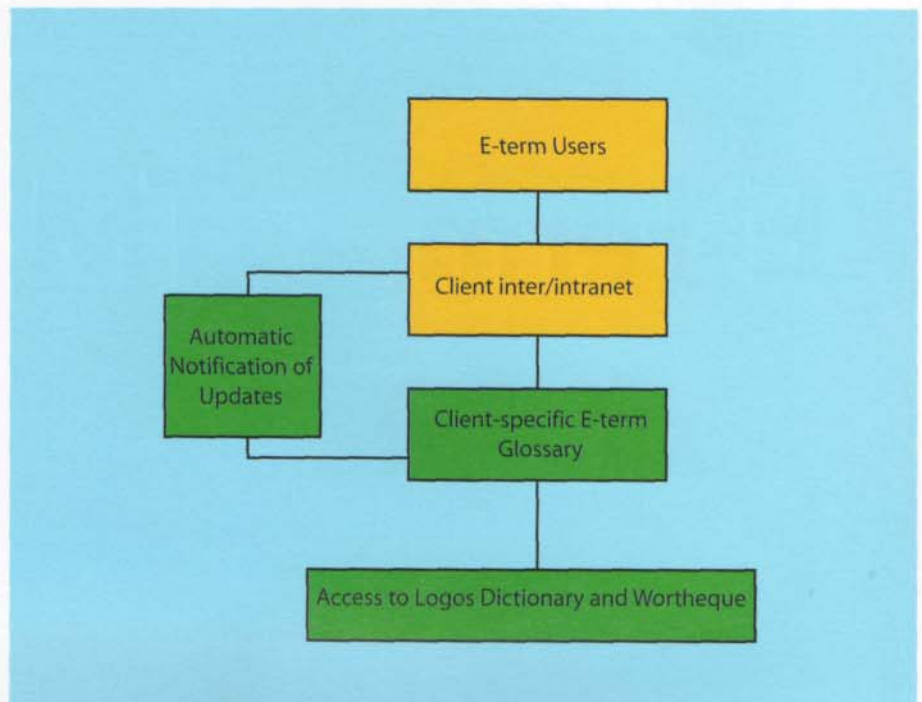 E-term Users
Client inter/intranet
Automatic
Notification of
Updates
Client-specific E-term
Glossary
Access to Logos Dictionary and Wortheque